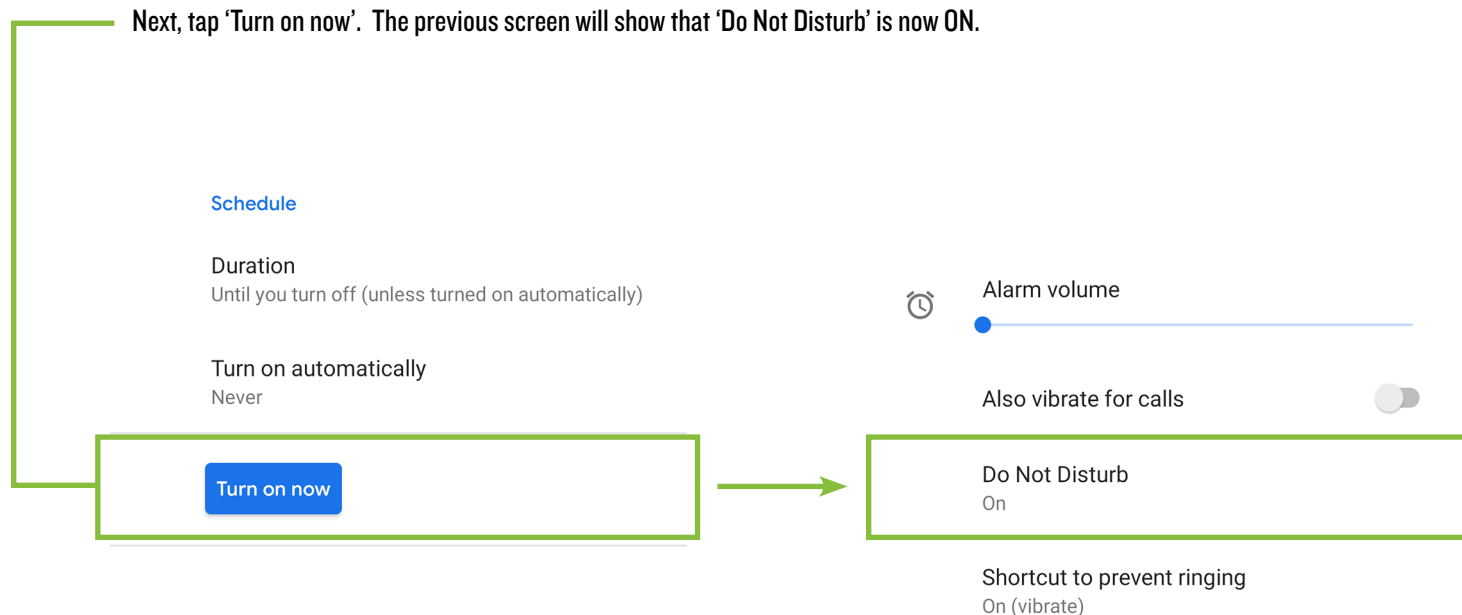 Next, tap ‘Turn on now’. The previous screen will show that ‘Do Not Disturb’ is now ON.
Schedule
Duration
Until you turn off (unless turned on automatically)
Turn on automatically
Never
Turn on now
Alarm volume
Also vibrate for calls
Do Not Disturb
On
Shortcut to prevent ringing
On (vibrate)